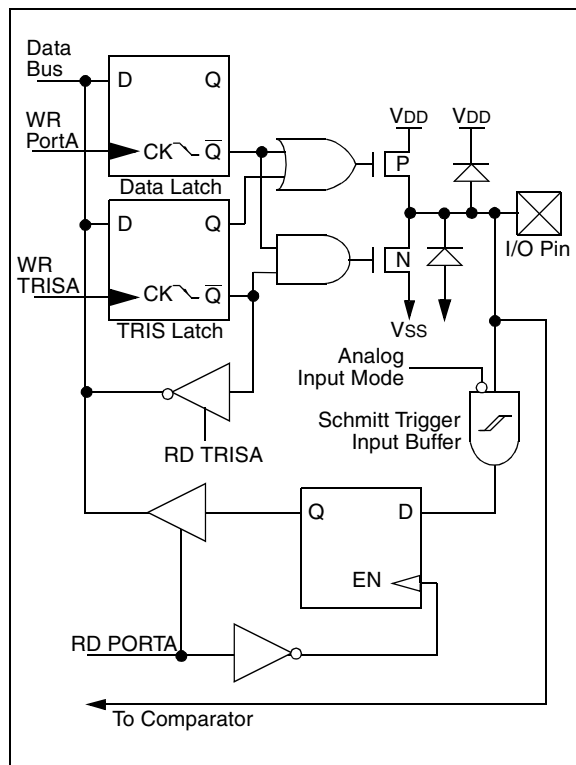 Data
Bus
D
Q
VDD
VDD
WR
PortA
CK
Q
P
Data Latch
D
Q
I/O Pin
N
WR
TRISA
CK
Q
VSS
TRIS Latch
Analog
Input Mode
Schmitt Trigger
Input Buffer
RD TRISA
Q
D
EN
RD PORTA
To Comparator